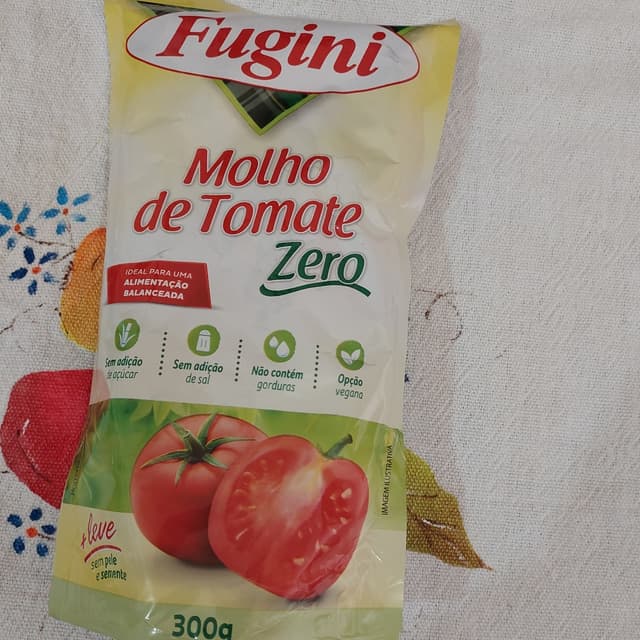 Fugini
Molho
de Tomate
Zero
IDEAL PARA UMA
ALIMENTAÇÃO
BALANCEADA
Sem adição
de açúcar
Sem adição
de sal
Não contém
gorduras
Opção
vegana
IMAGEM ILUSTRATIVA
+ leve
sem pele
e semente
300g